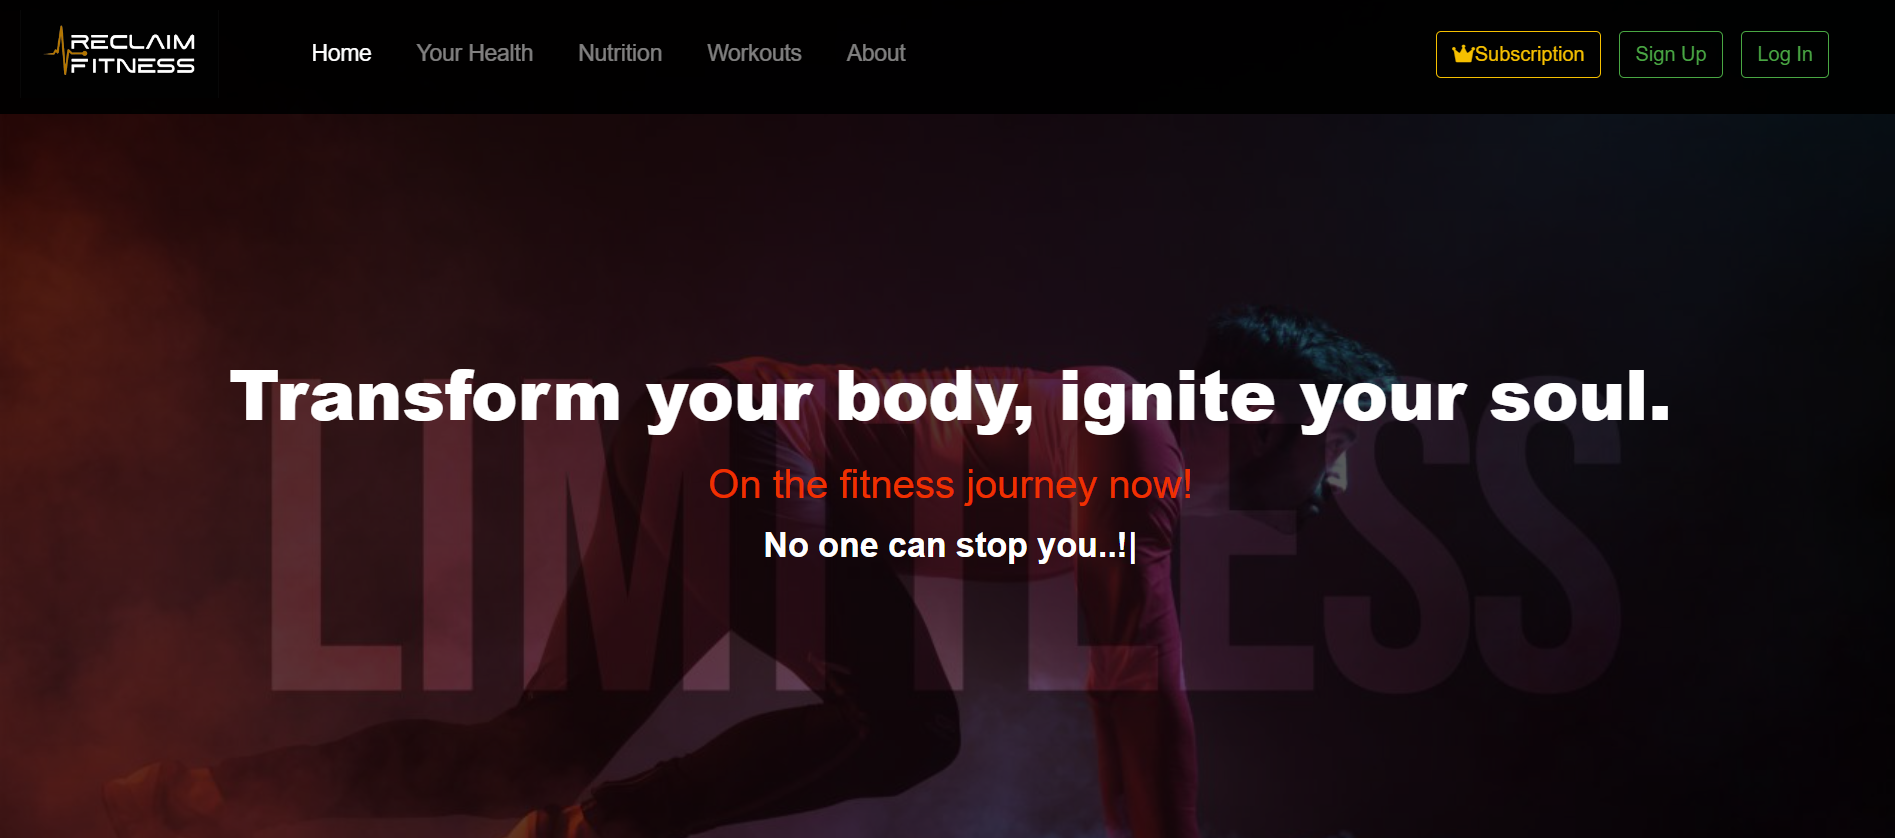 RECLAIM
FITNESS
Home Your Health Nutrition Workouts About
Subscription Sign Up Log In
Transform your body, ignite your soul.
LIMITLESS
On the fitness journey now!
No one can stop you..!|